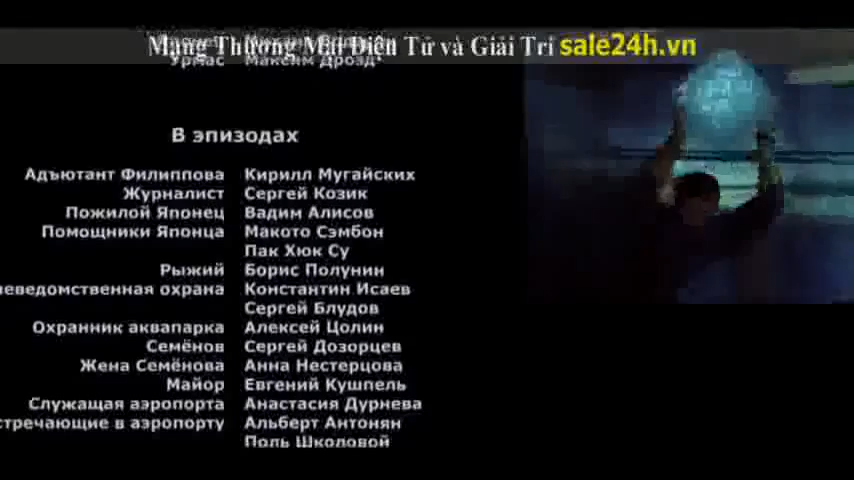 Mạng Thương Mại Điện Tử và Giải Trí sale24h.vn
Урмас Максим Дрозд
В эпизодах
Адъютант Филиппова Кирилл Мугайских
Журналист Сергей Козик
Пожилой Японец Вадим Алисов
Помощники Японца Макото Сэмбон
Пак Хюк Су
Рыжий Борис Полунин
неведомственная охрана Константин Исаев
Сергей Блудов
Охранник аквапарка Алексей Цолин
Семёнов Сергей Дозорцев
Жена Семёнова Анна Нестерцова
Майор Евгений Кушпель
Служащая аэропорта Анастасия Дурнева
стречающие в аэропорту Альберт Антонян
Поль Школовой